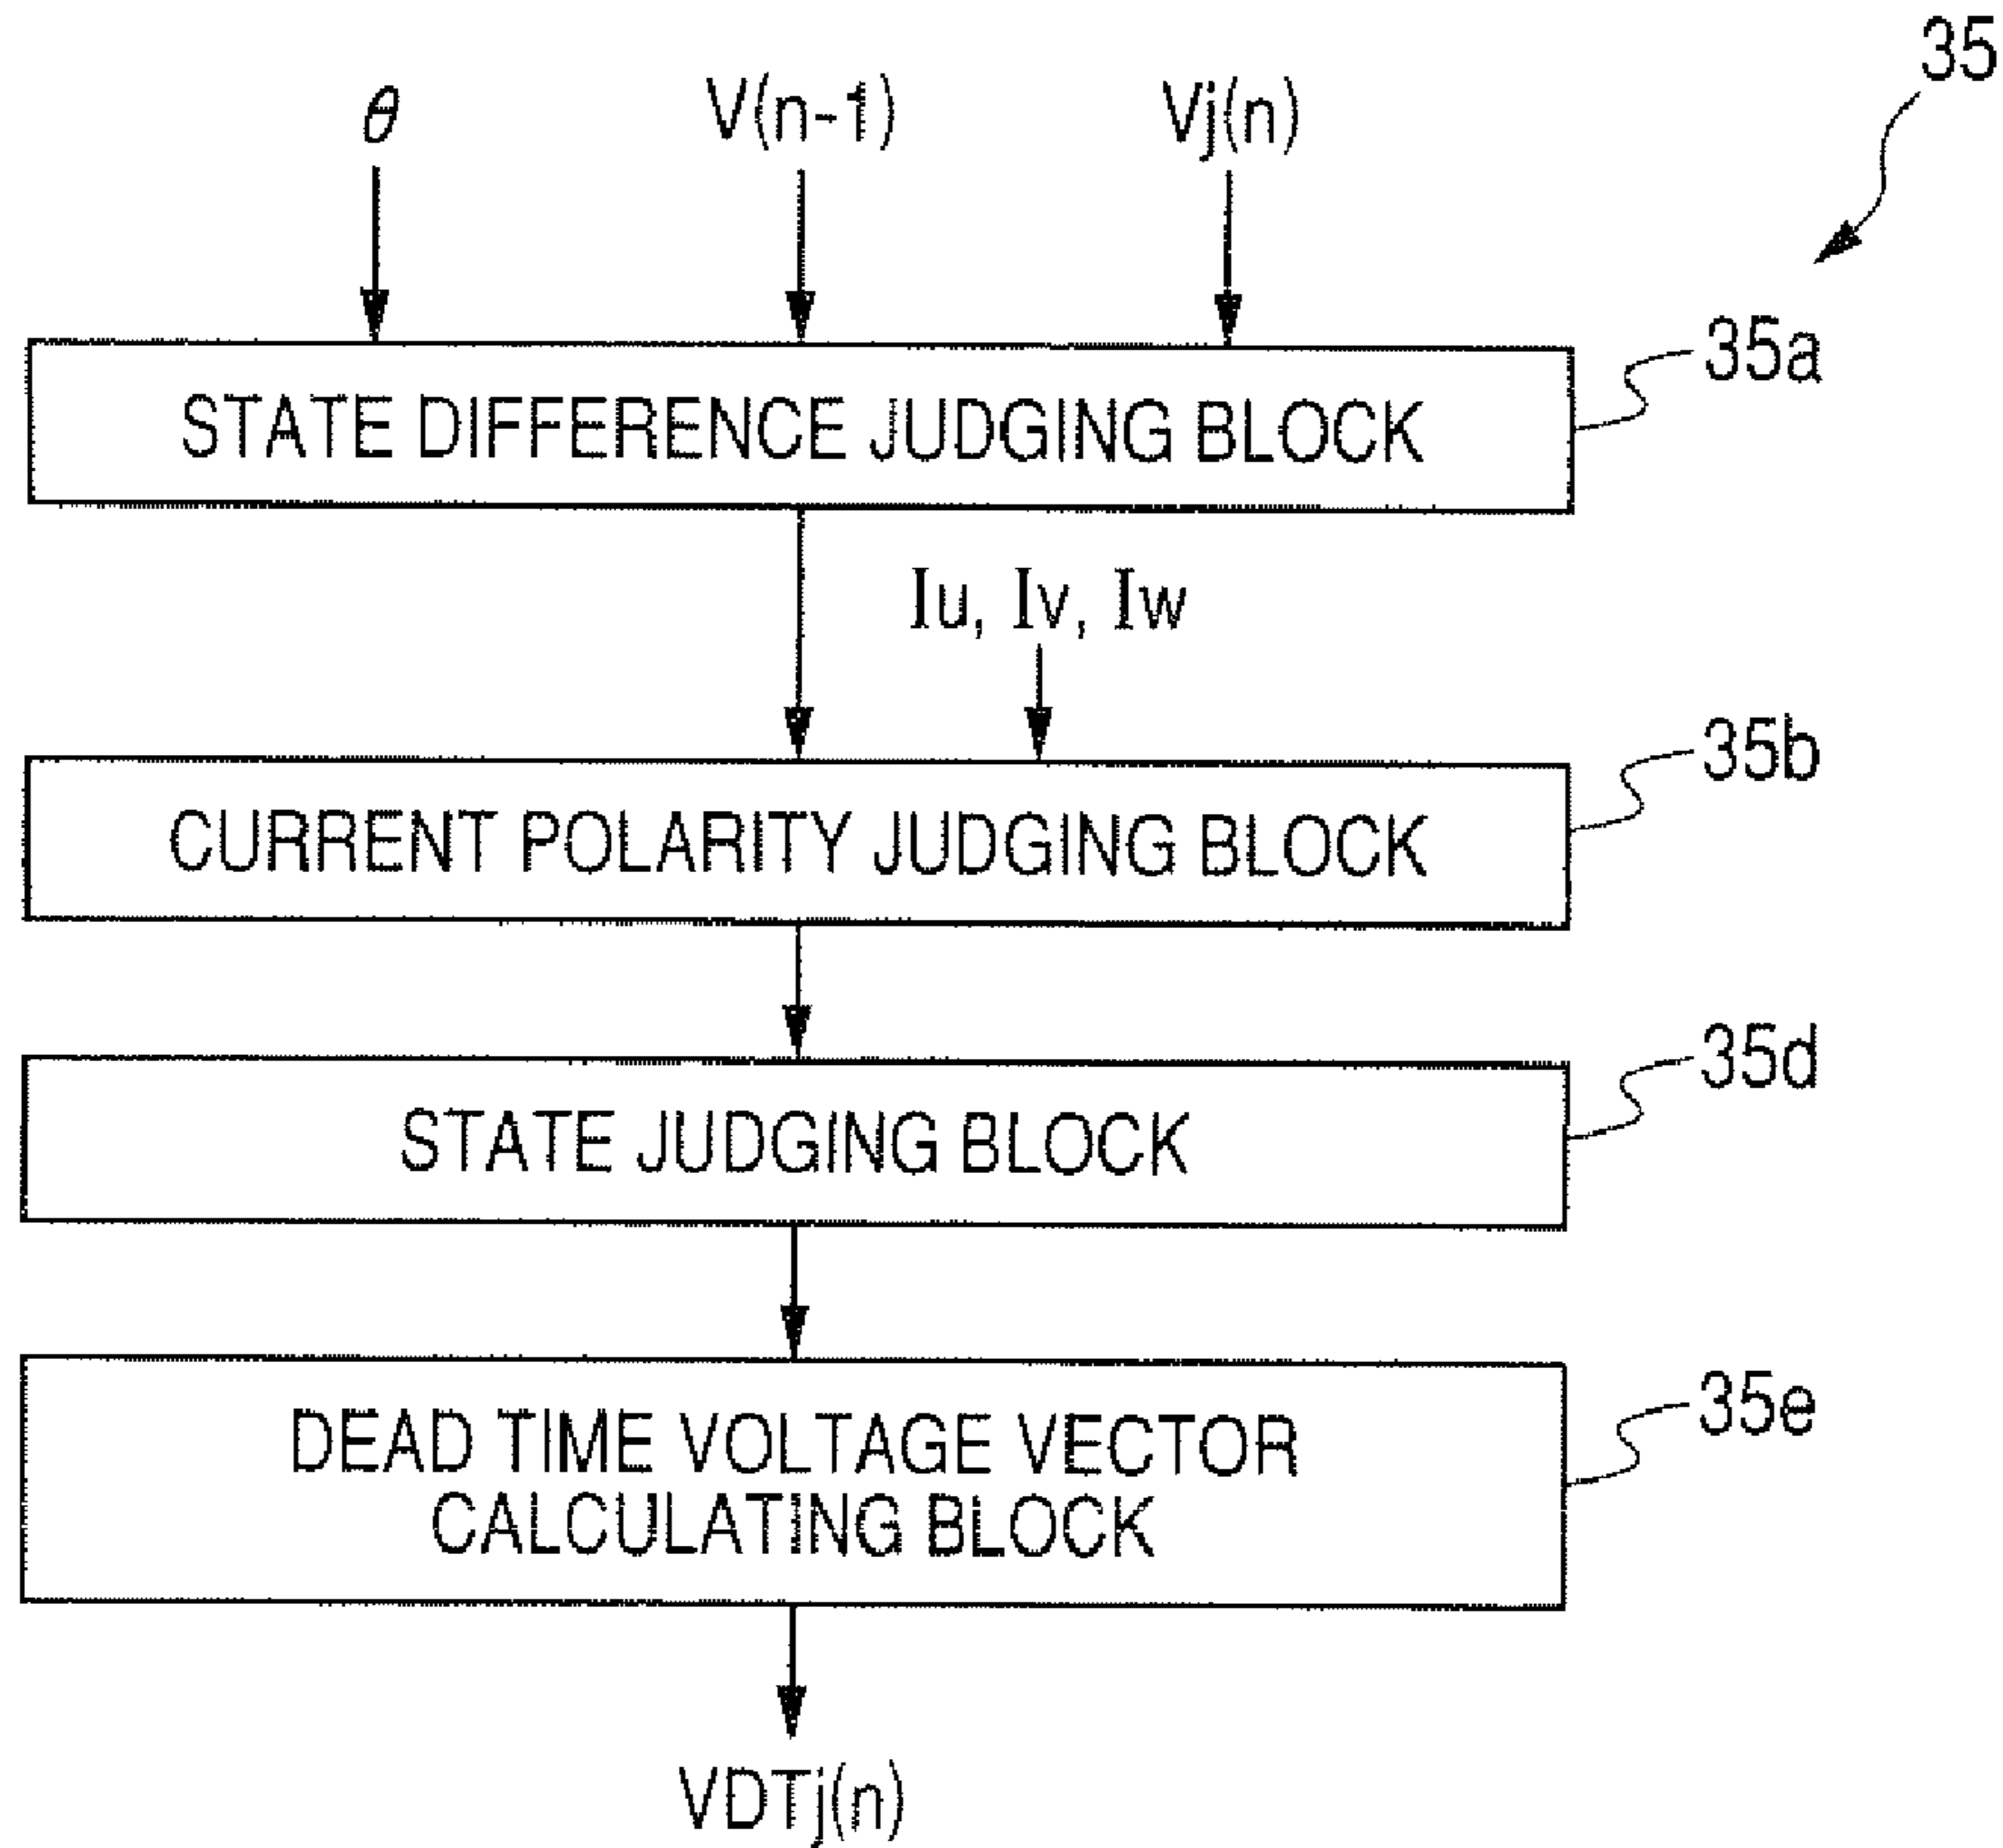 35
θ
V(n-1)
Vj(n)
35a
STATE DIFFERENCE JUDGING BLOCK
Iu, Iv, Iw
35b
CURRENT POLARITY JUDGING BLOCK
35d
STATE JUDGING BLOCK
35e
DEAD TIME VOLTAGE VECTOR
CALCULATING BLOCK
VDTj(n)